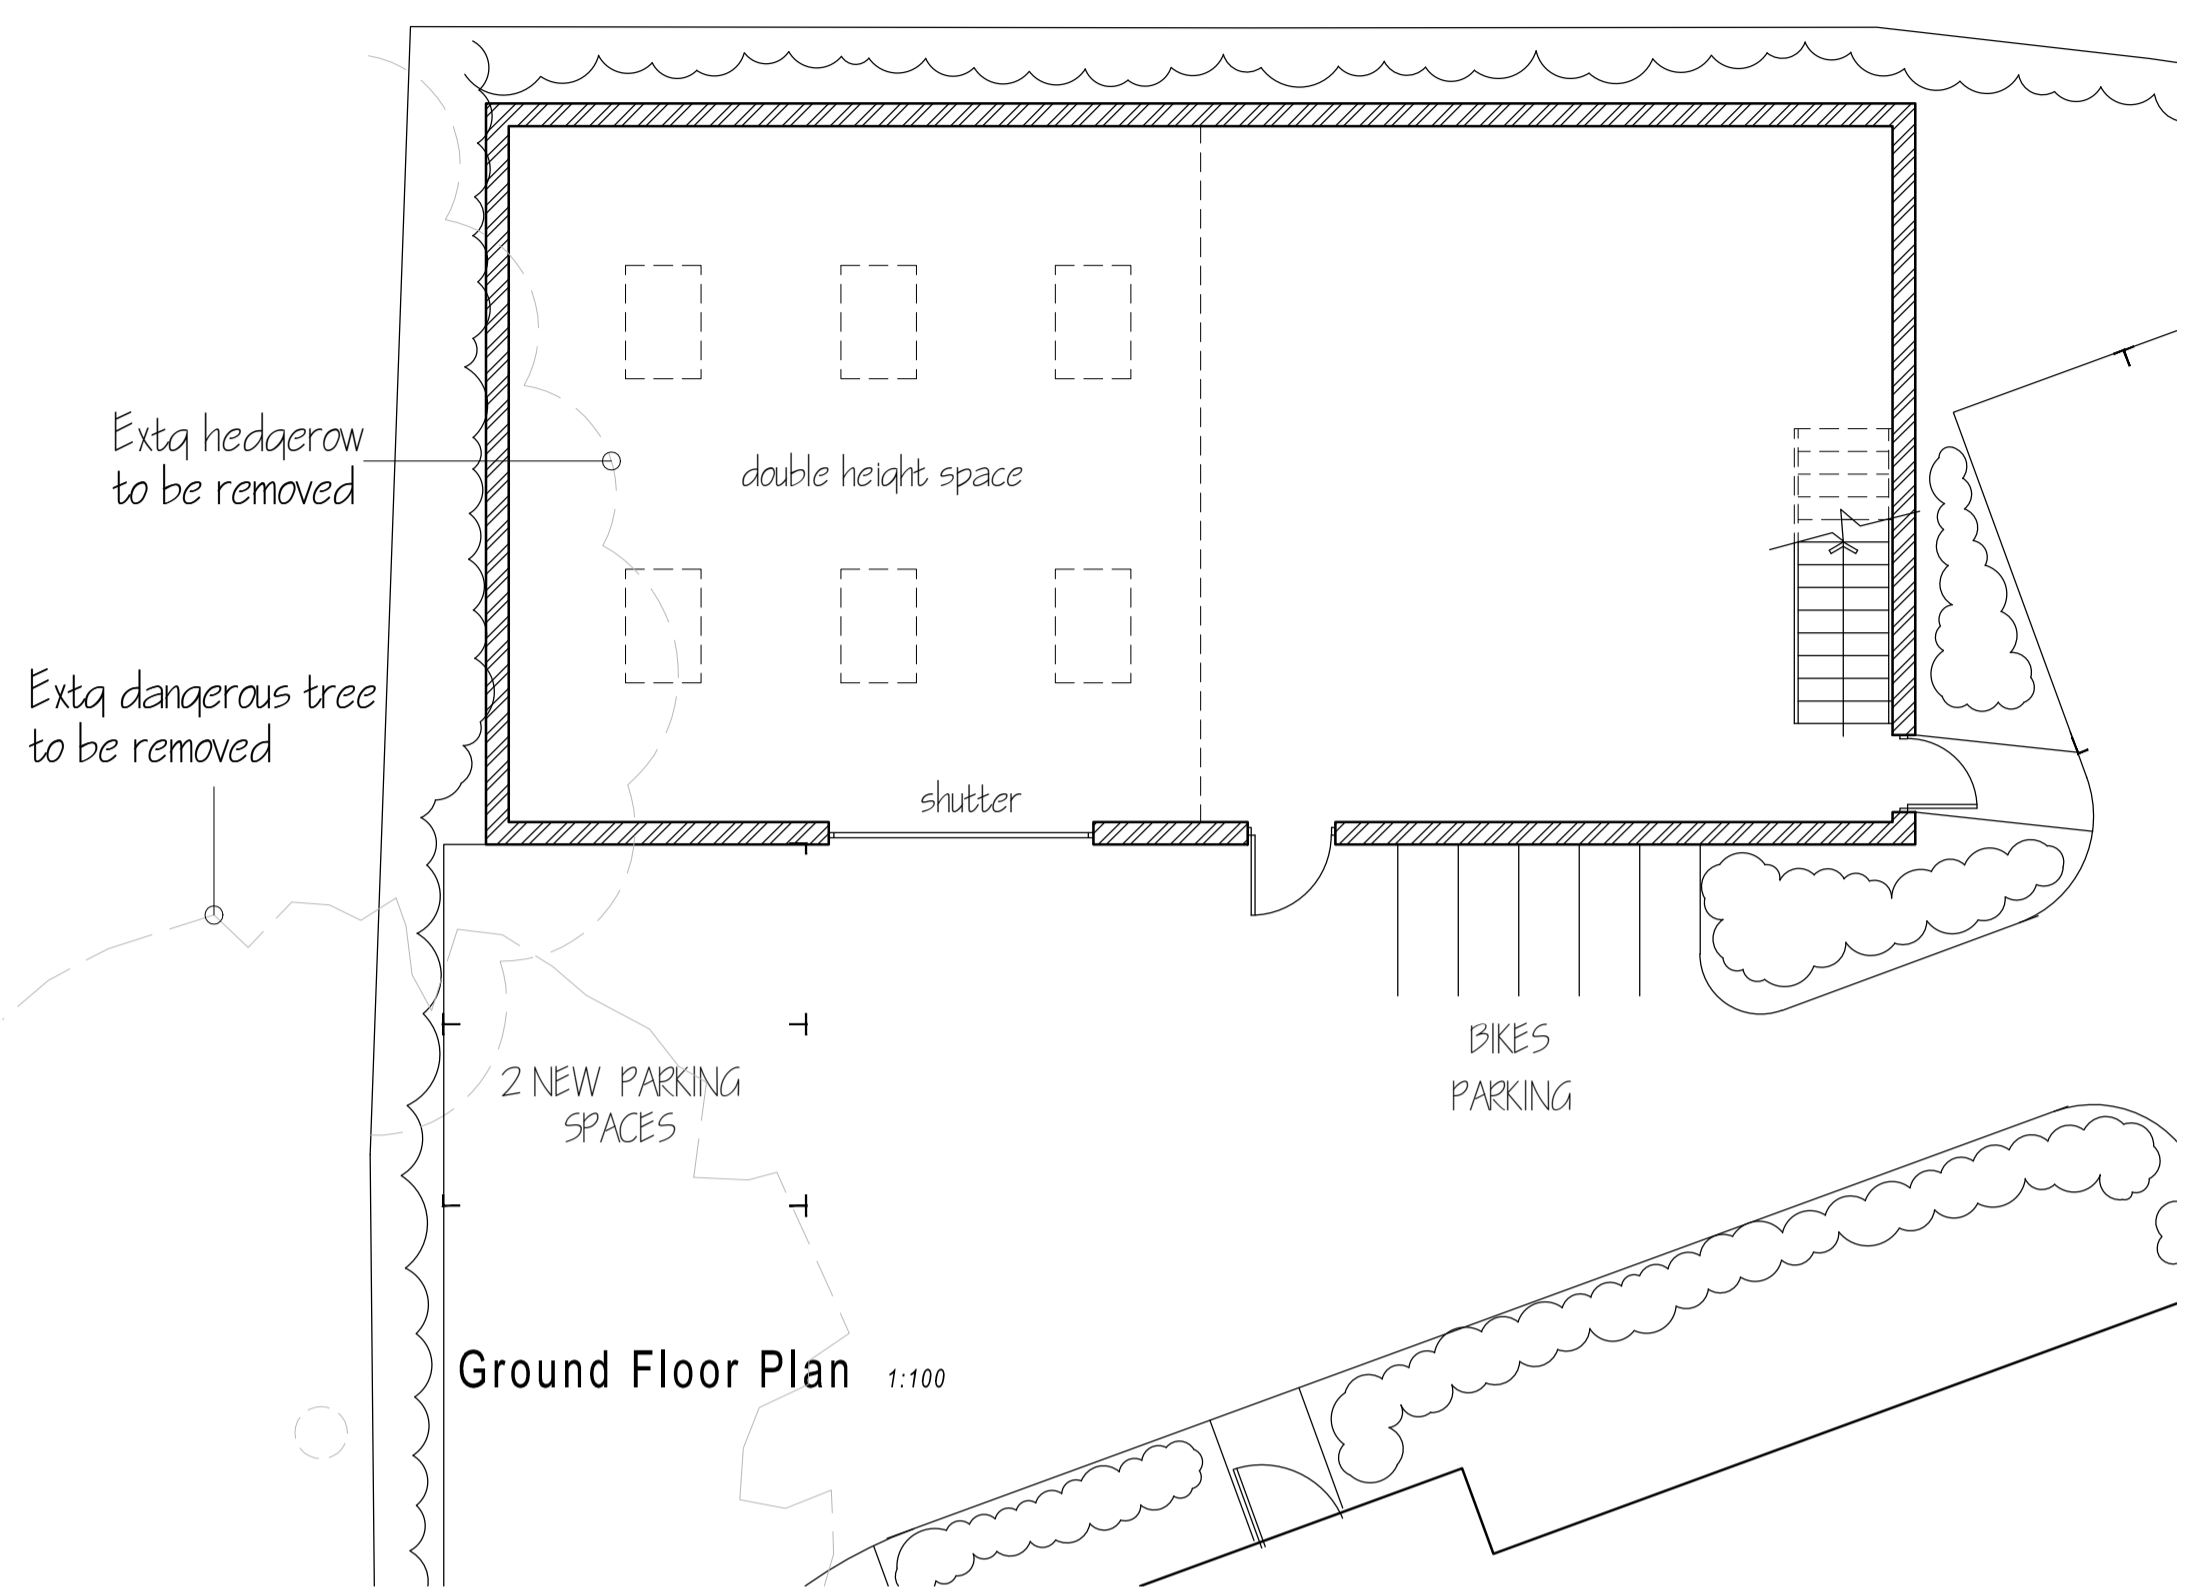 Extg hedgerow
to be removed
double height space
Extg dangerous tree
to be removed
shutter
BIKES
PARKING
2 NEW PARKING
SPACES
Ground Floor Plan 1:100